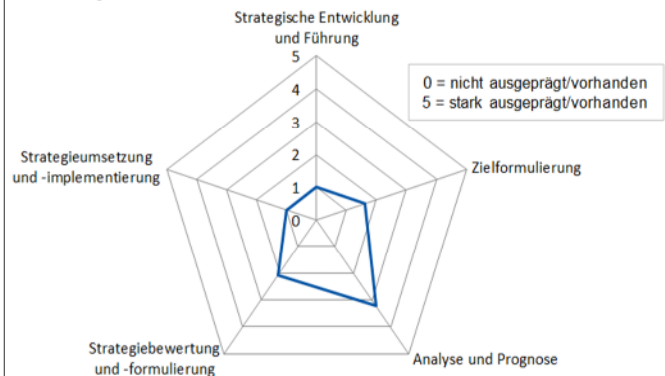 Strategische Entwicklung
und Führung
5
4
3
2
1
0
0 = nicht ausgeprägt/vorhanden
5 = stark ausgeprägt/vorhanden
Strategieumsetzung
und -implementierung
Zielformulierung
Strategiebewertung
und -formulierung
Analyse und Prognose